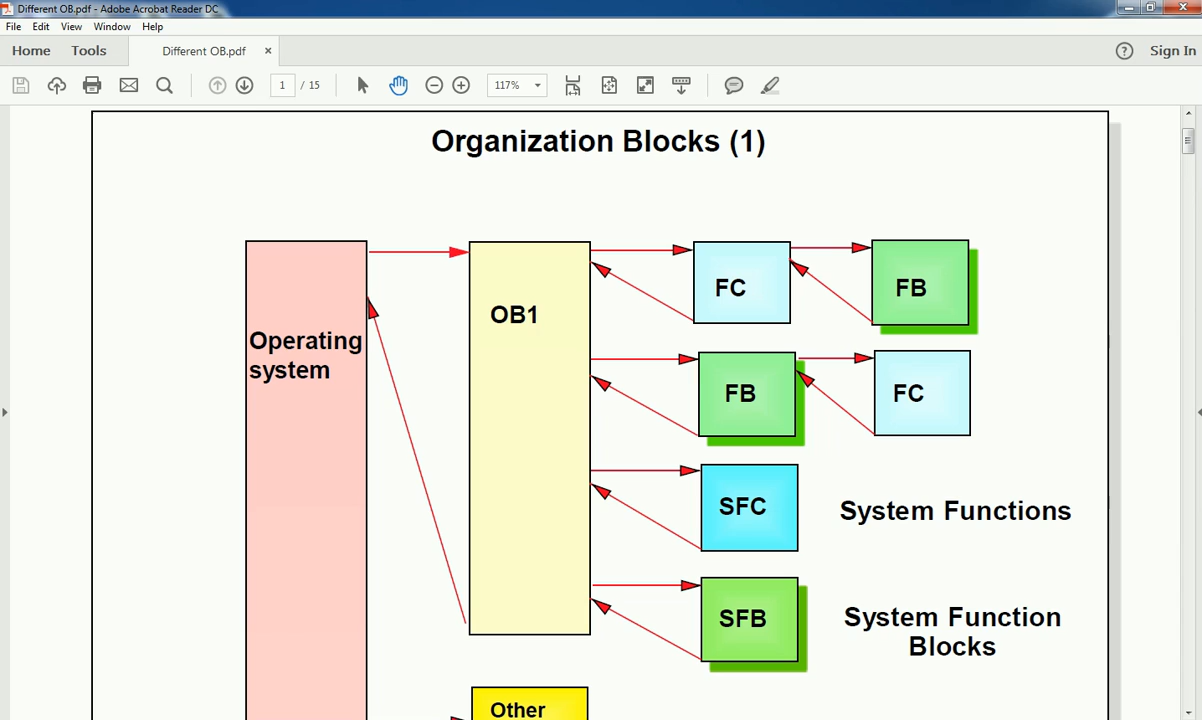 Different OB.pdf - Adobe Acrobat Reader DC
File Edit View Window Help
Home Tools Different OB.pdf × Sign In
1 / 15 117%
Organization Blocks (1)
Operating
system
OB1
FC
FB
FB
FC
SFC
System Functions
SFB
System Function
Blocks
Other